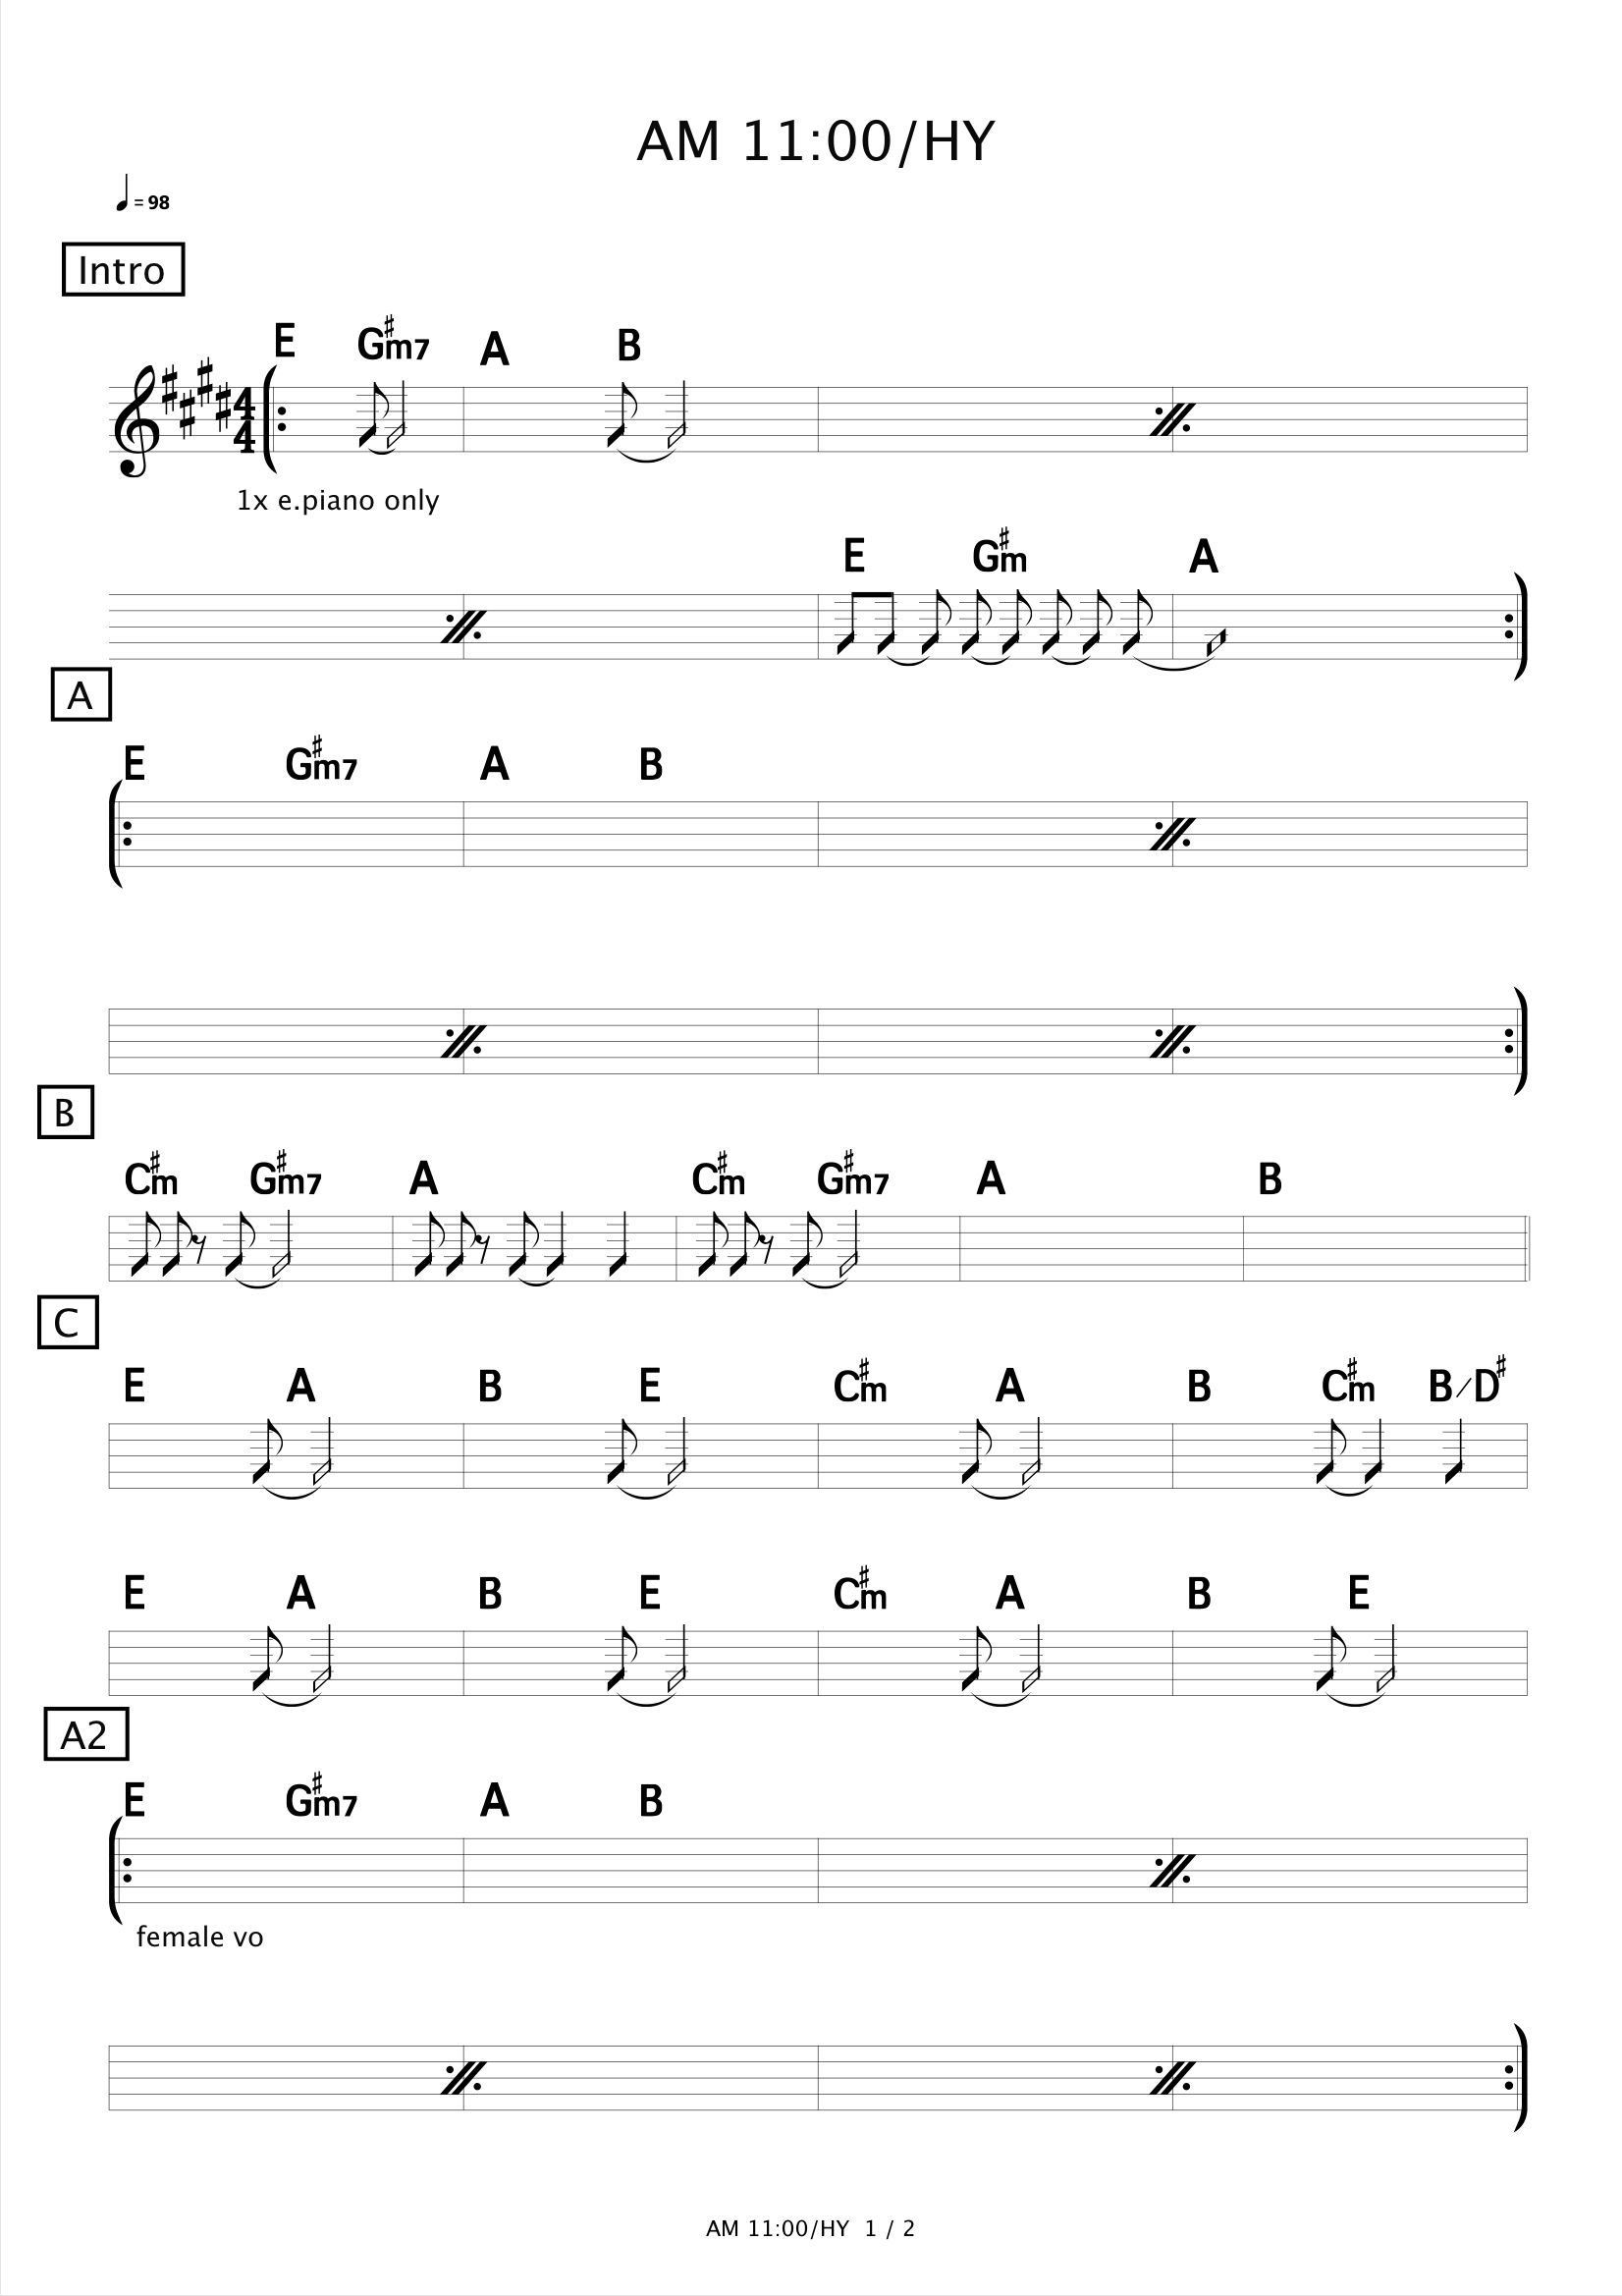 AM 11:00/HY
= 98
Intro
E G#m7 A B
4
4
1x e.piano only
E G#m A
A
E G#m7 A B
B
C#m G#m7 A C#m G#m7 A B
C
E A B E C#m A B C#m B/D#
E A B E C#m A B E
A2
E G#m7 A B
female vo
AM 11:00/HY 1 / 2